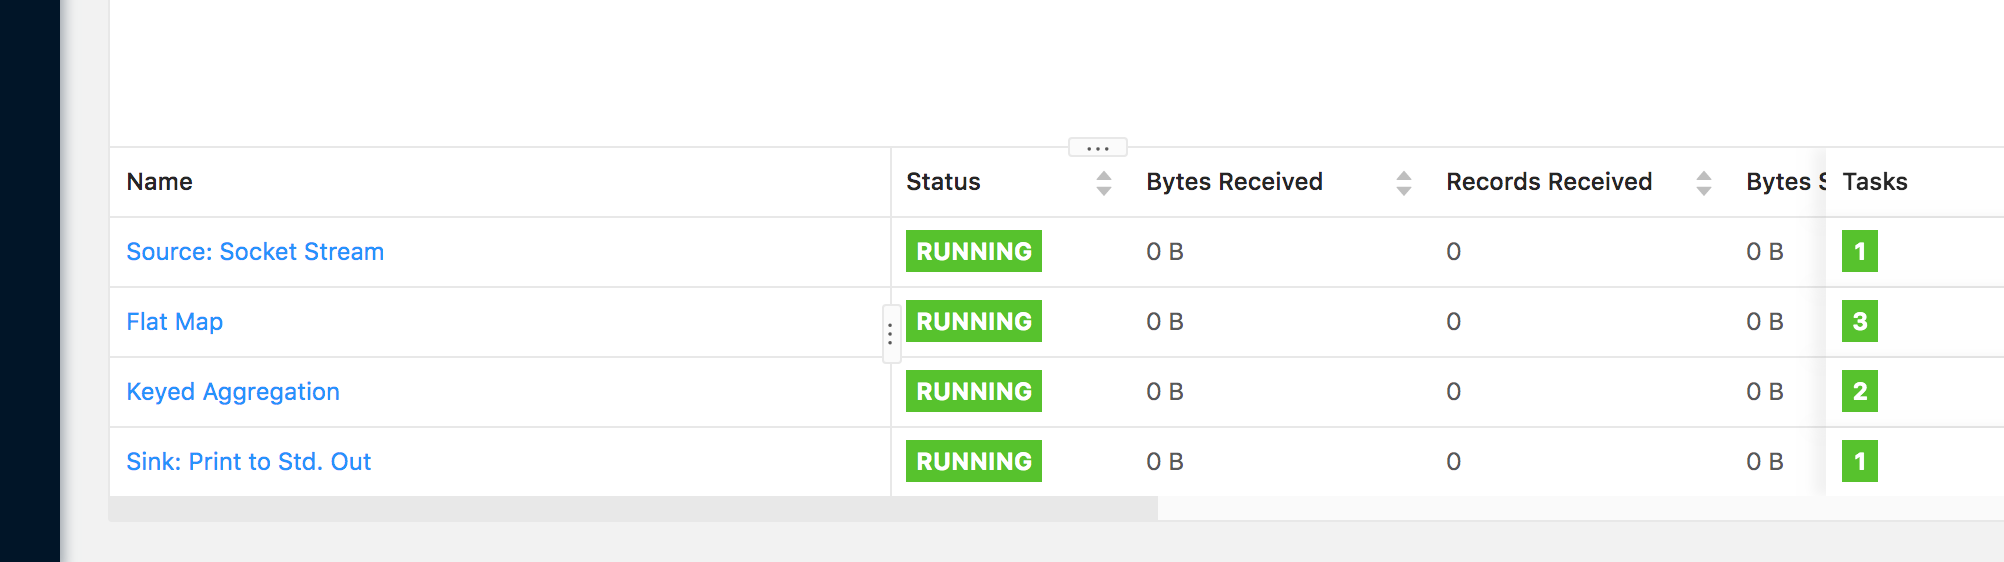 Name Status Bytes Received Records Received Bytes Tasks
Source: Socket Stream RUNNING 0 B 0 0 B 1
Flat Map RUNNING 0 B 0 0 B 3
Keyed Aggregation RUNNING 0 B 0 0 B 2
Sink: Print to Std. Out RUNNING 0 B 0 0 B 1